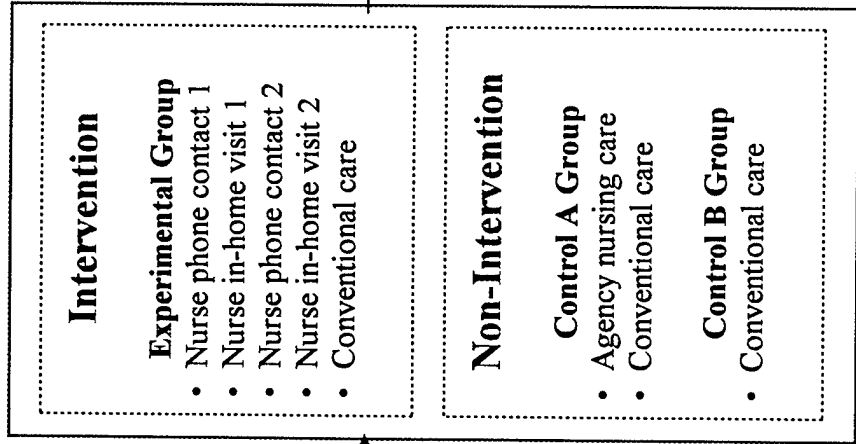 Intervention
Experimental Group
• Nurse phone contact 1
• Nurse in-home visit 1
• Nurse phone contact 2
• Nurse in-home visit 2
• Conventional care
Non-Intervention
Control A Group
• Agency nursing care
• Conventional care
Control B Group
• Conventional care